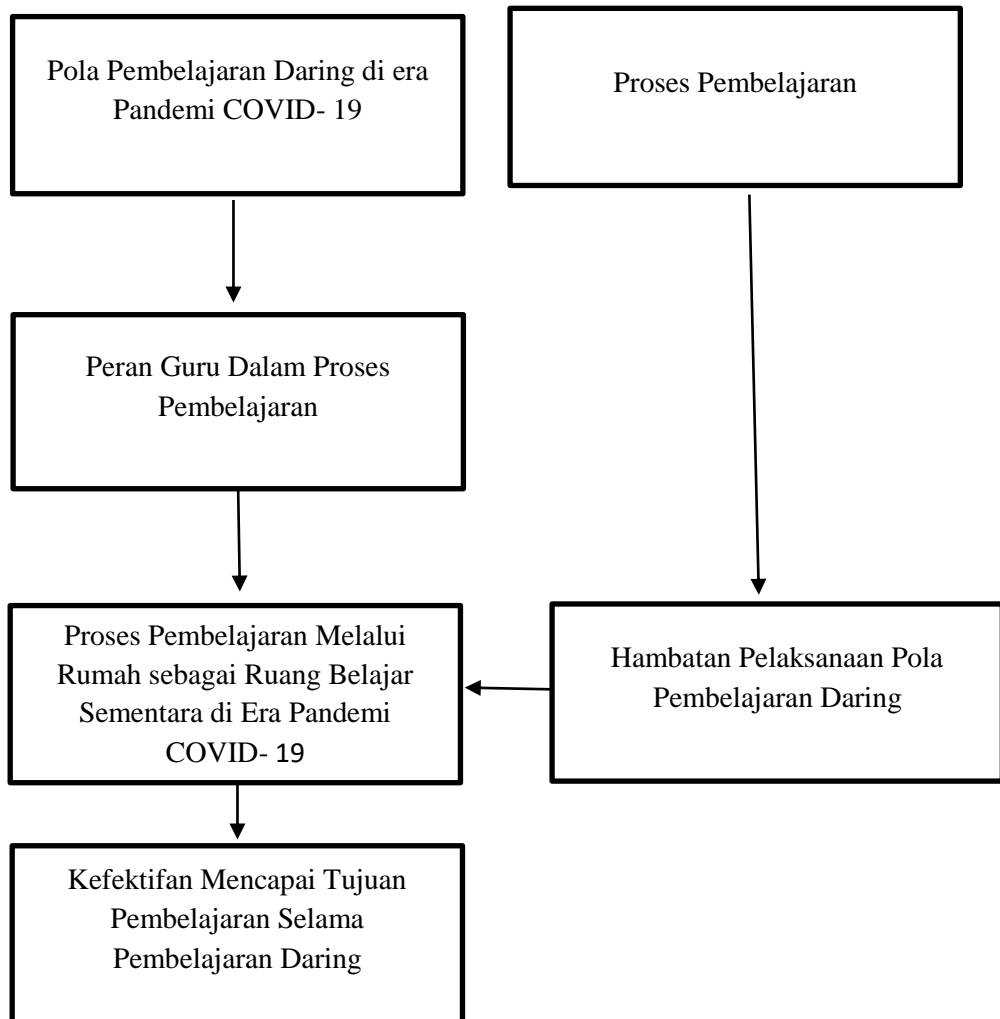 Pola Pembelajaran Daring di era
Pandemi COVID- 19
Proses Pembelajaran
Peran Guru Dalam Proses
Pembelajaran
Proses Pembelajaran Melalui
Rumah sebagai Ruang Belajar
Sementara di Era Pandemi
COVID- 19
Hambatan Pelaksanaan Pola
Pembelajaran Daring
Kefektifan Mencapai Tujuan
Pembelajaran Selama
Pembelajaran Daring